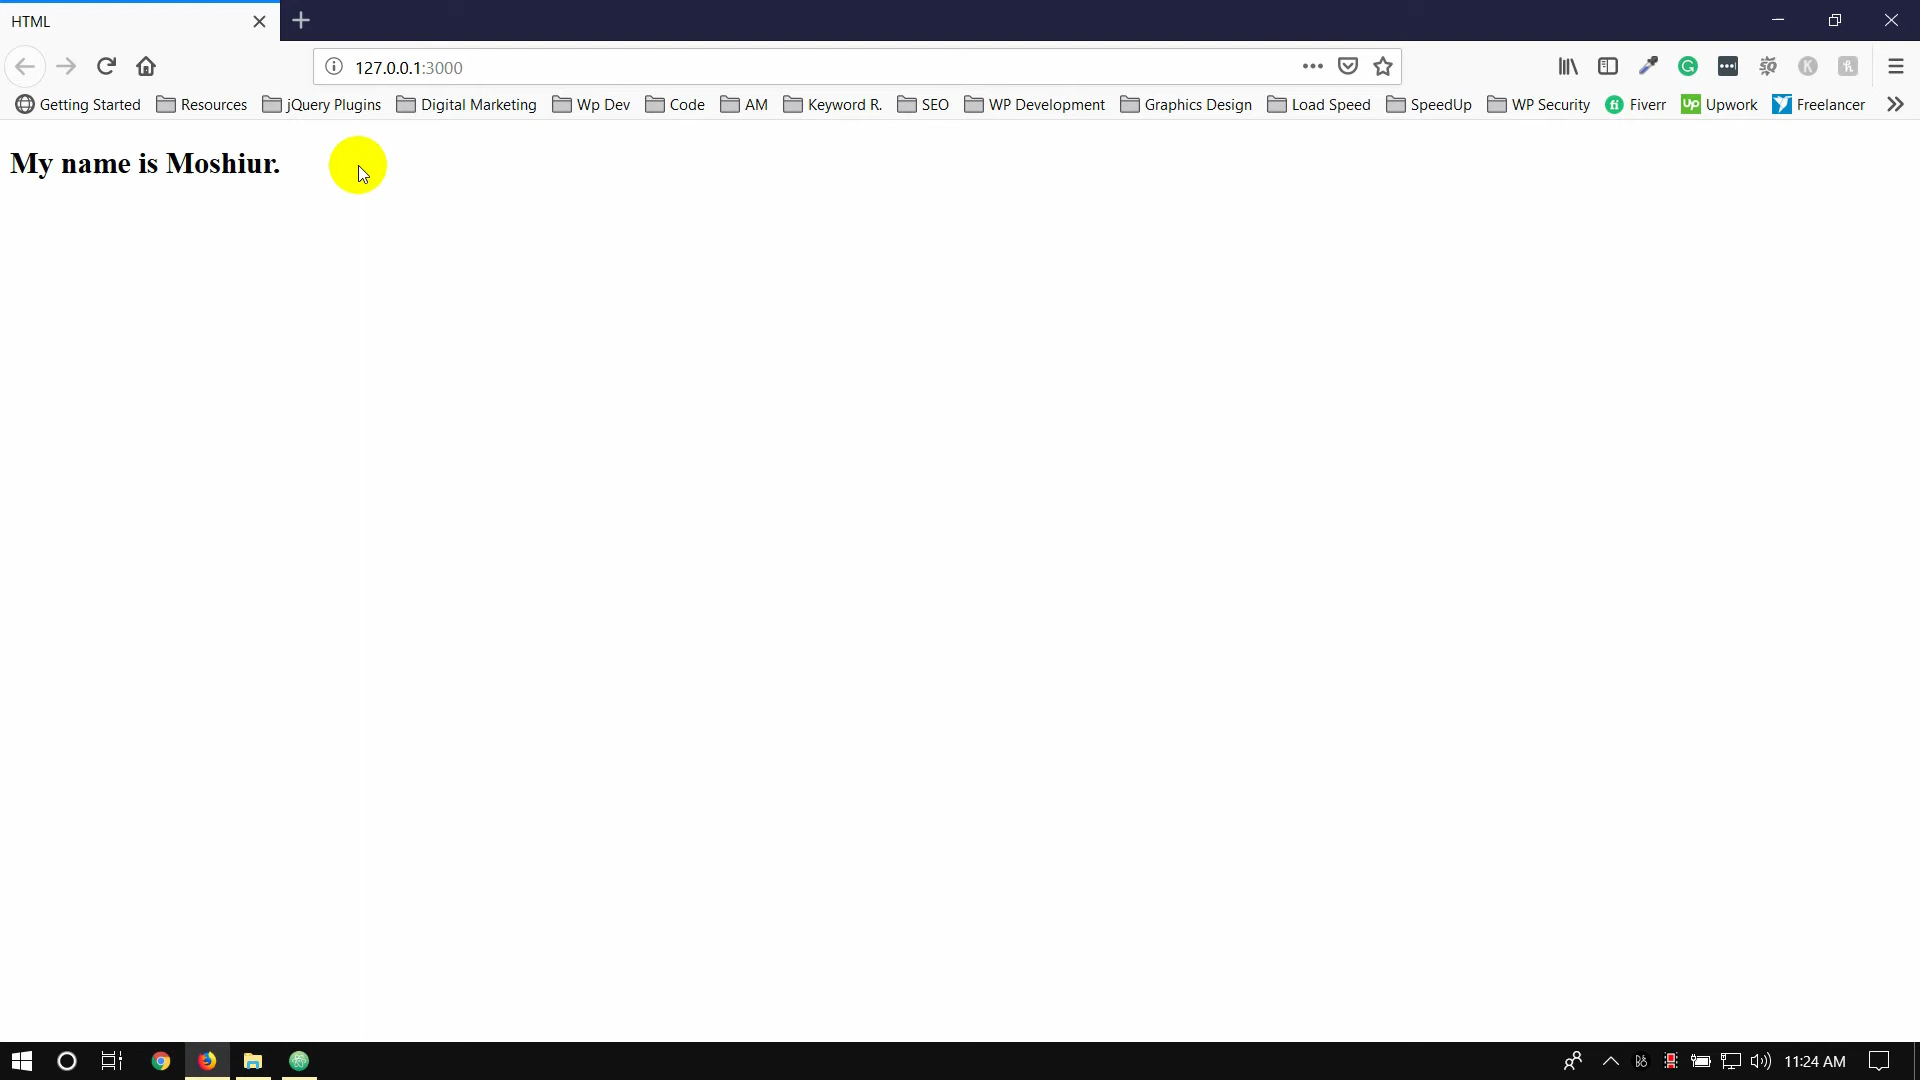 HTML
127.0.0.1:3000
Getting Started Resources jQuery Plugins Digital Marketing Wp Dev Code AM Keyword R. SEO WP Development Graphics Design Load Speed SpeedUp WP Security fi Fiverr Up Upwork Freelancer
My name is Moshiur.
11:24 AM